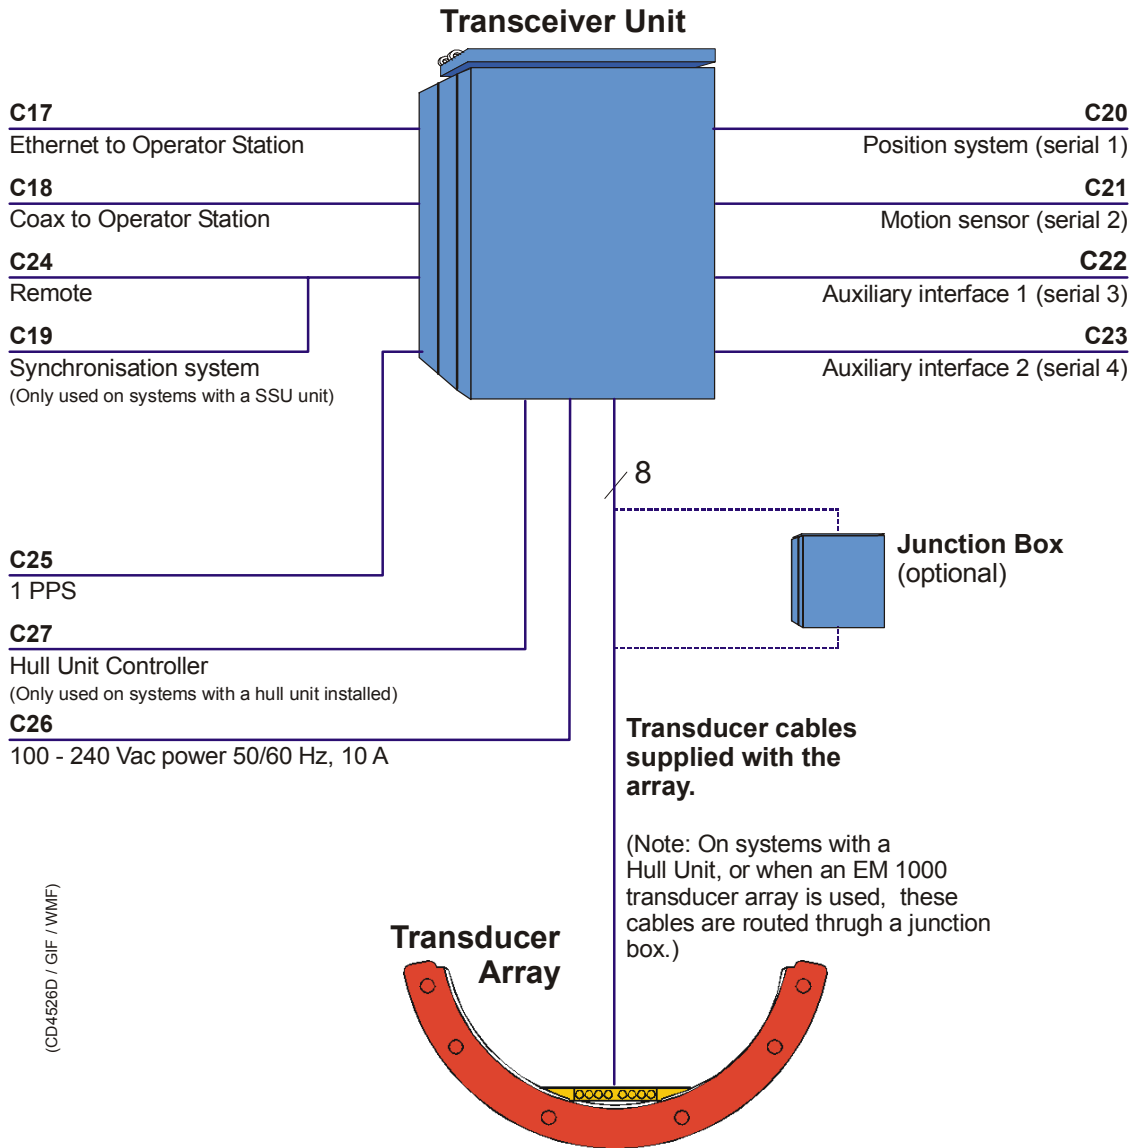 Transceiver Unit
C17
Ethernet to Operator Station
C18
Coax to Operator Station
C24
Remote
C19
Synchronisation system
(Only used on systems with a SSU unit)
C20
Position system (serial 1)
C21
Motion sensor (serial 2)
C22
Auxiliary interface 1 (serial 3)
C23
Auxiliary interface 2 (serial 4)
8
Junction Box
(optional)
C25
1 PPS
C27
Hull Unit Controller
(Only used on systems with a hull unit installed)
C26
100 - 240 Vac power 50/60 Hz, 10 A
Transducer cables
supplied with the
array.
(Note: On systems with a
Hull Unit, or when an EM 1000
transducer array is used, these
cables are routed thrugh a junction
box.)
Transducer
Array
(CD4526D / GIF / WMF)